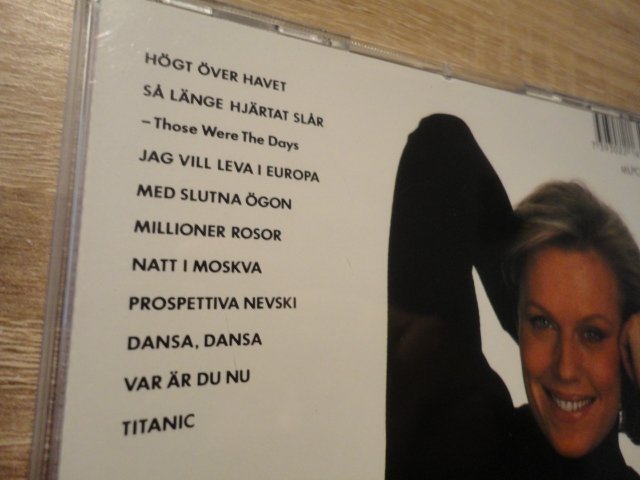 HÖGT ÖVER HAVET
SÅ LÄNGE HJÄRTAT SLÅR
– Those Were The Days
JAG VILL LEVA I EUROPA
MED SLUTNA ÖGON
MILLIONER ROSOR
NATT I MOSKVA
PROSPETTIVA NEVSKI
DANSA, DANSA
VAR ÄR DU NU
TITANIC